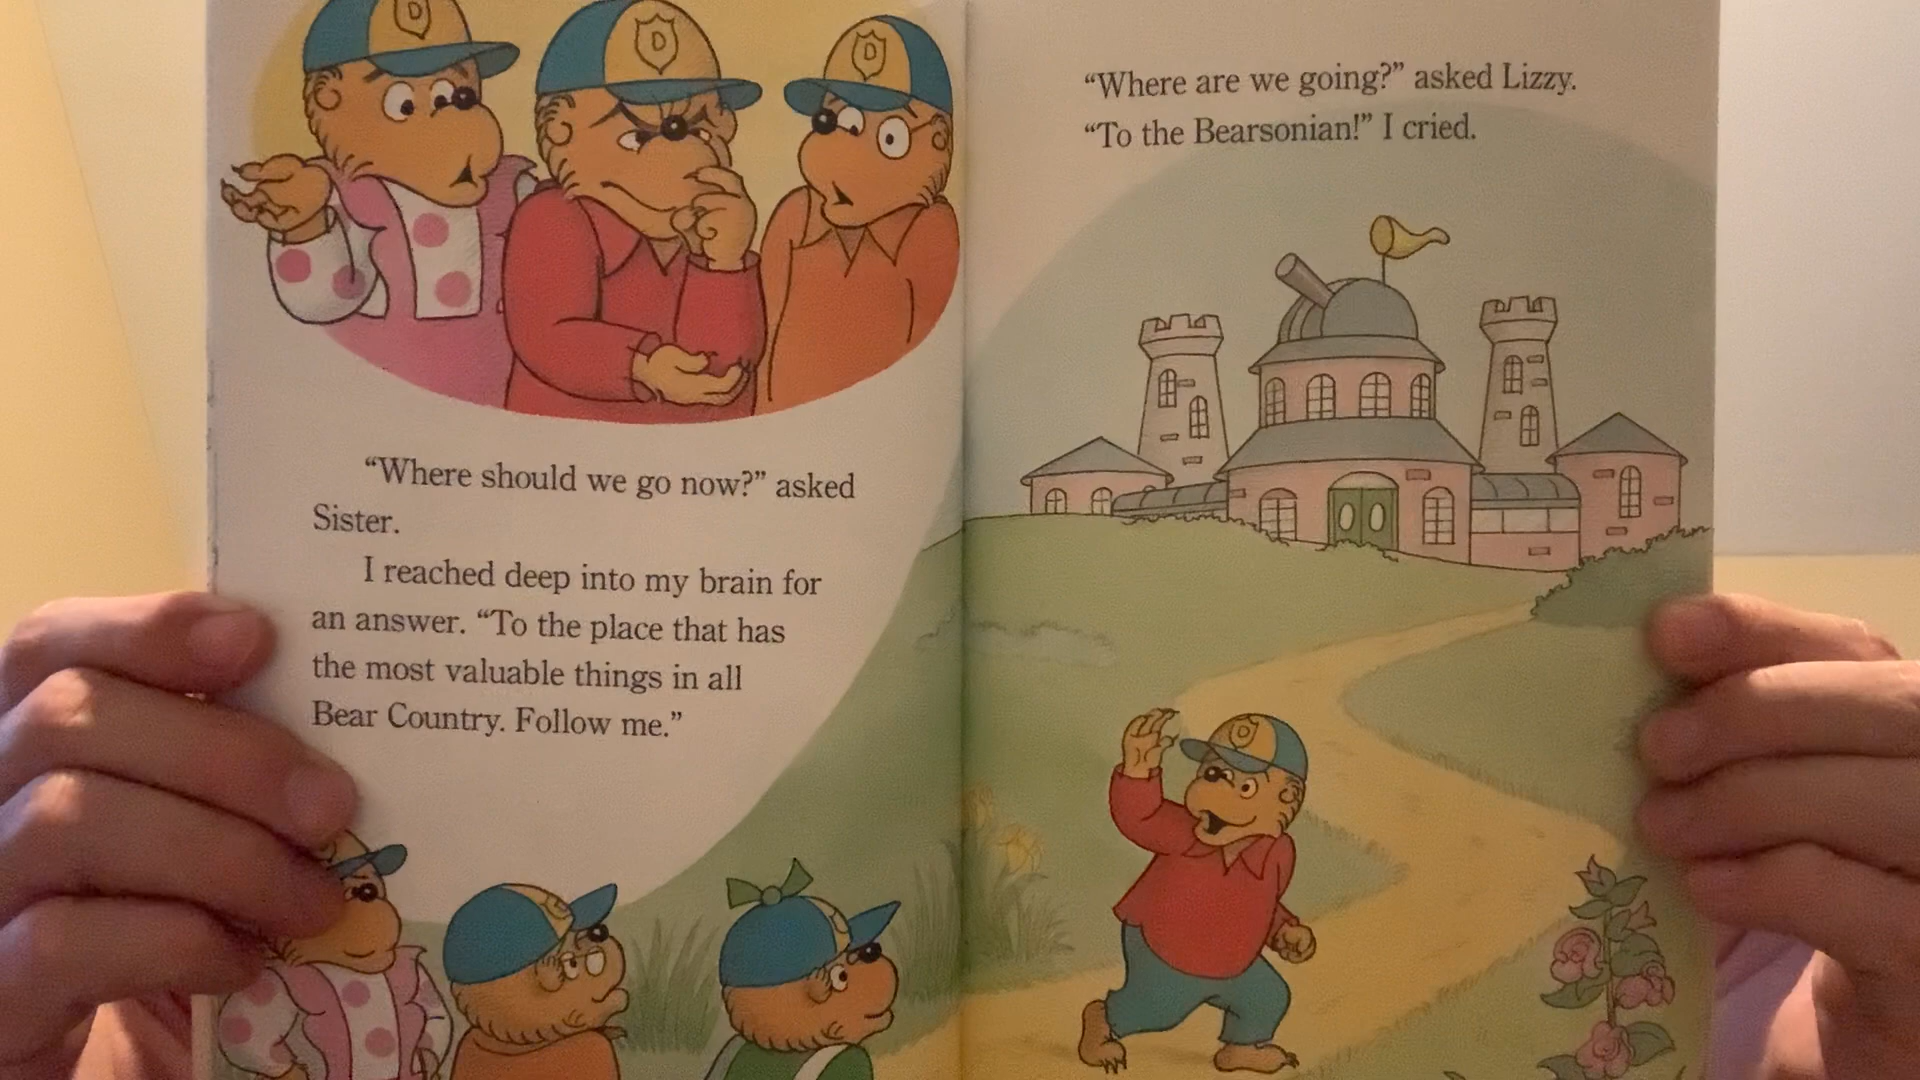 D
D
D
“Where should we go now?” asked
Sister.
I reached deep into my brain for
an answer. “To the place that has
the most valuable things in all
Bear Country. Follow me.”
“Where are we going?” asked Lizzy.
“To the Bearsonian!” I cried.
D